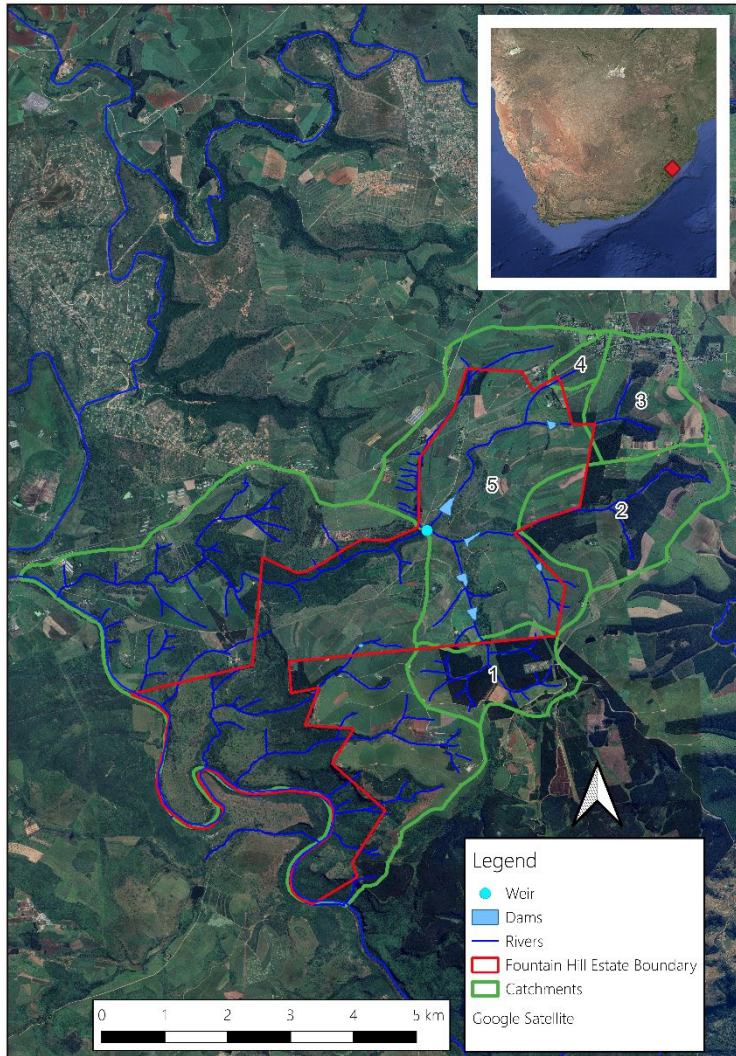 4
3
5
2
1
Legend
Weir
Dams
Rivers
Fountain Hill Estate Boundary
Catchments
Google Satellite
0 1 2 3 4 5 km